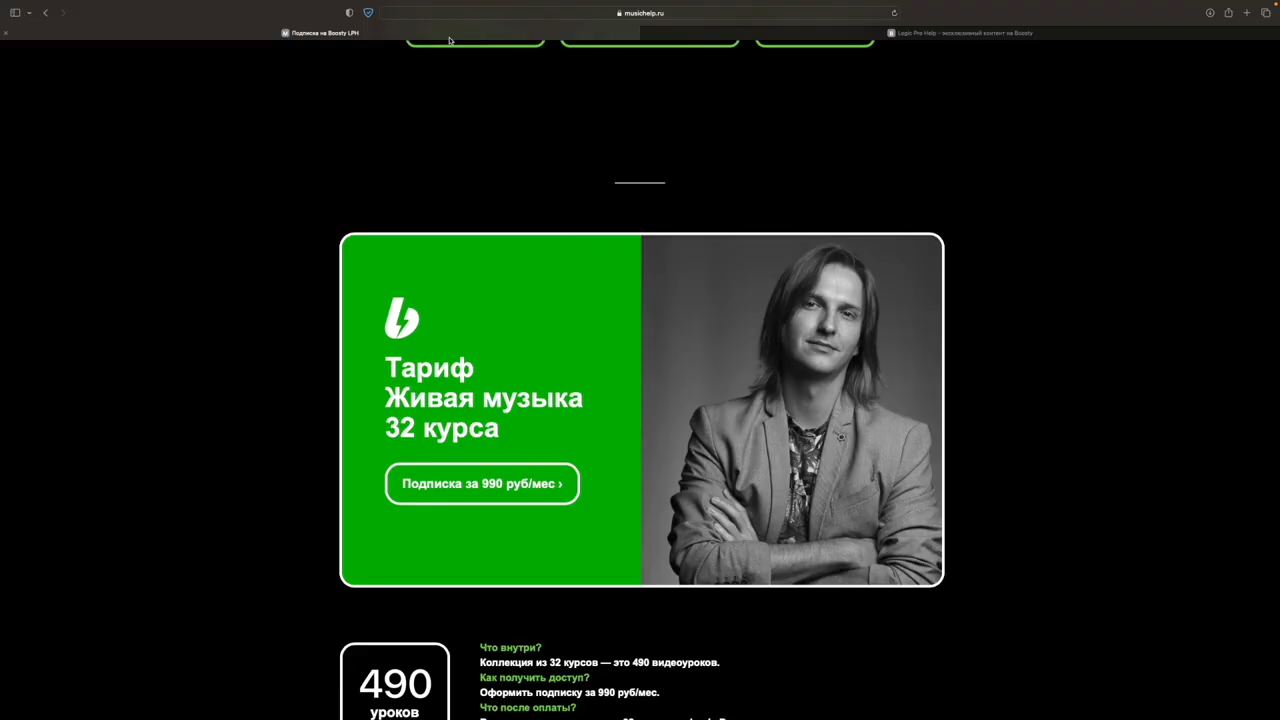 musichelp.ru
Подписка на Boosty LPH
Logic Pro Help - эксклюзивный контент на Boosty
Тариф
Живая музыка
32 курса
Подписка за 990 руб/мес ›
490
уроков
Что внутри?
Коллекция из 32 курсов — это 490 видеоуроков.
Как получить доступ?
Оформить подписку за 990 руб/мес.
Что после оплаты?